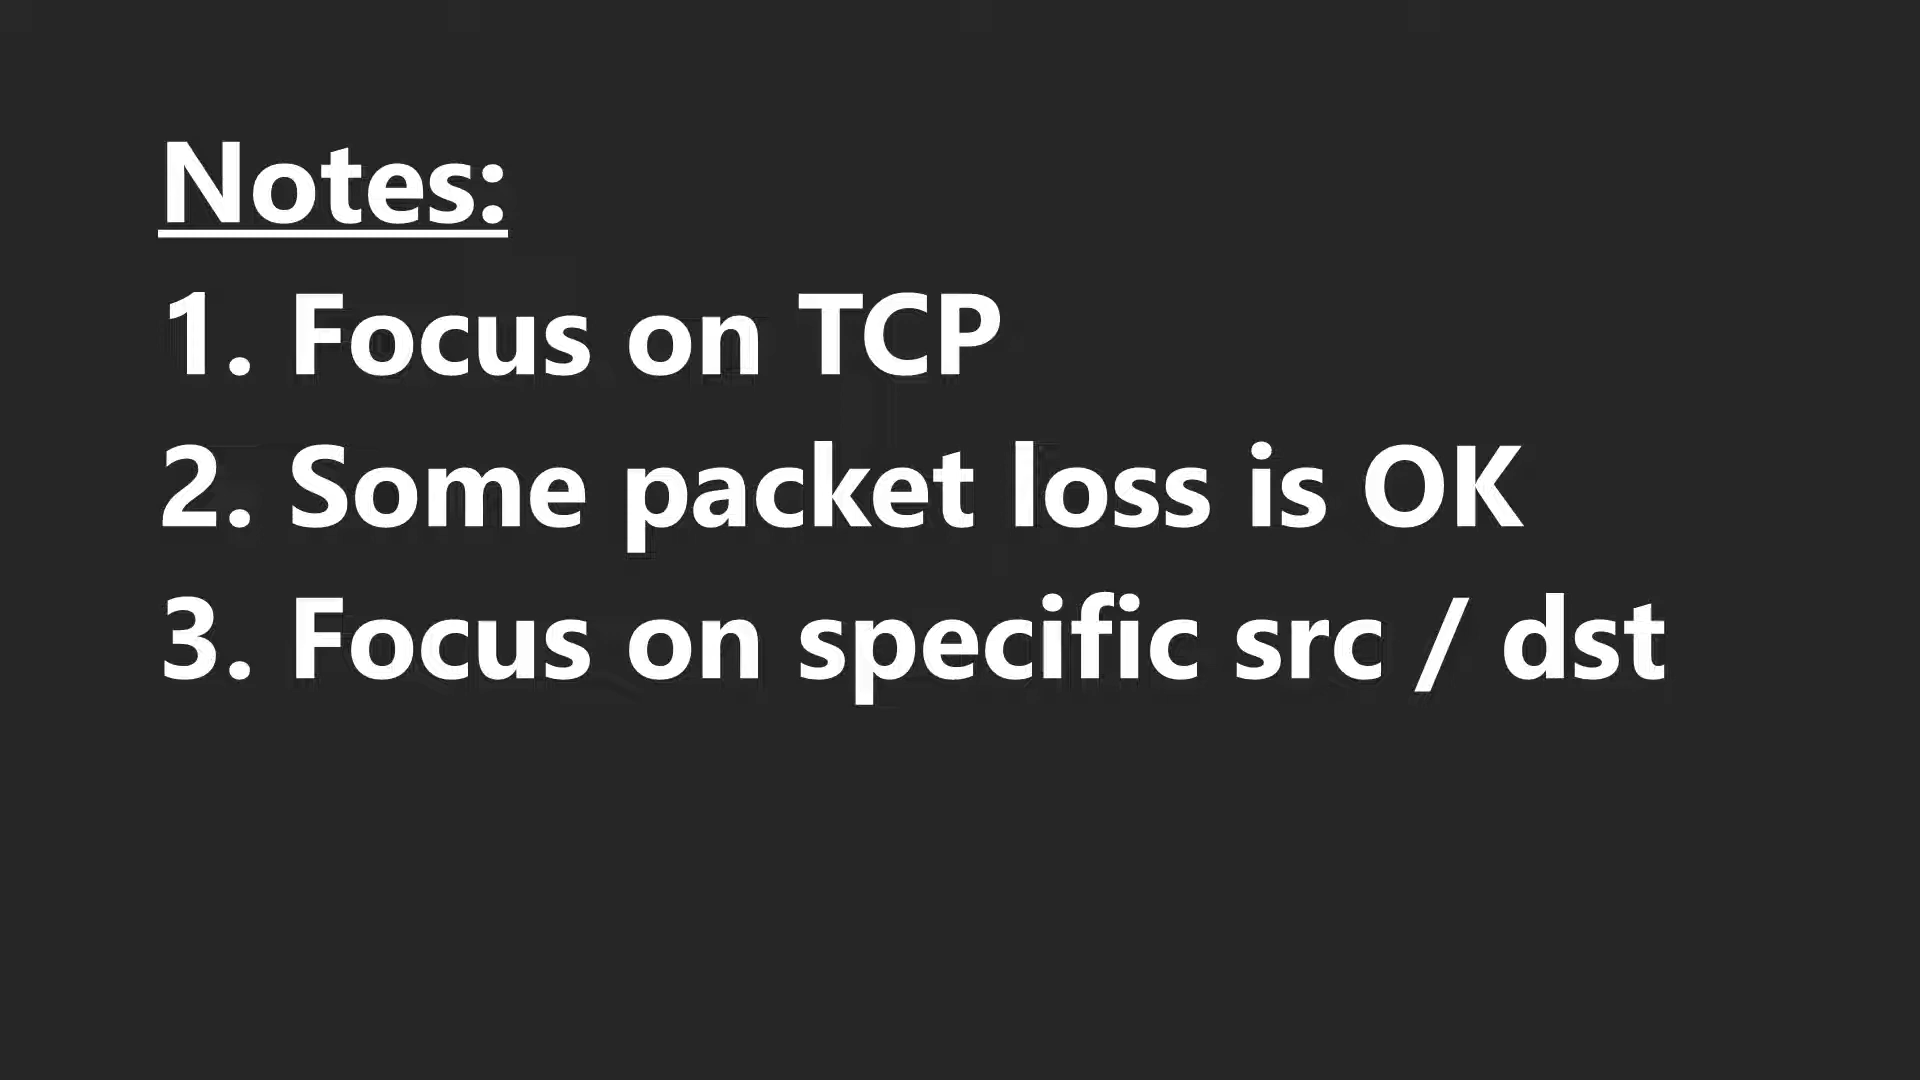 Notes:
1. Focus on TCP
2. Some packet loss is OK
3. Focus on specific src / dst